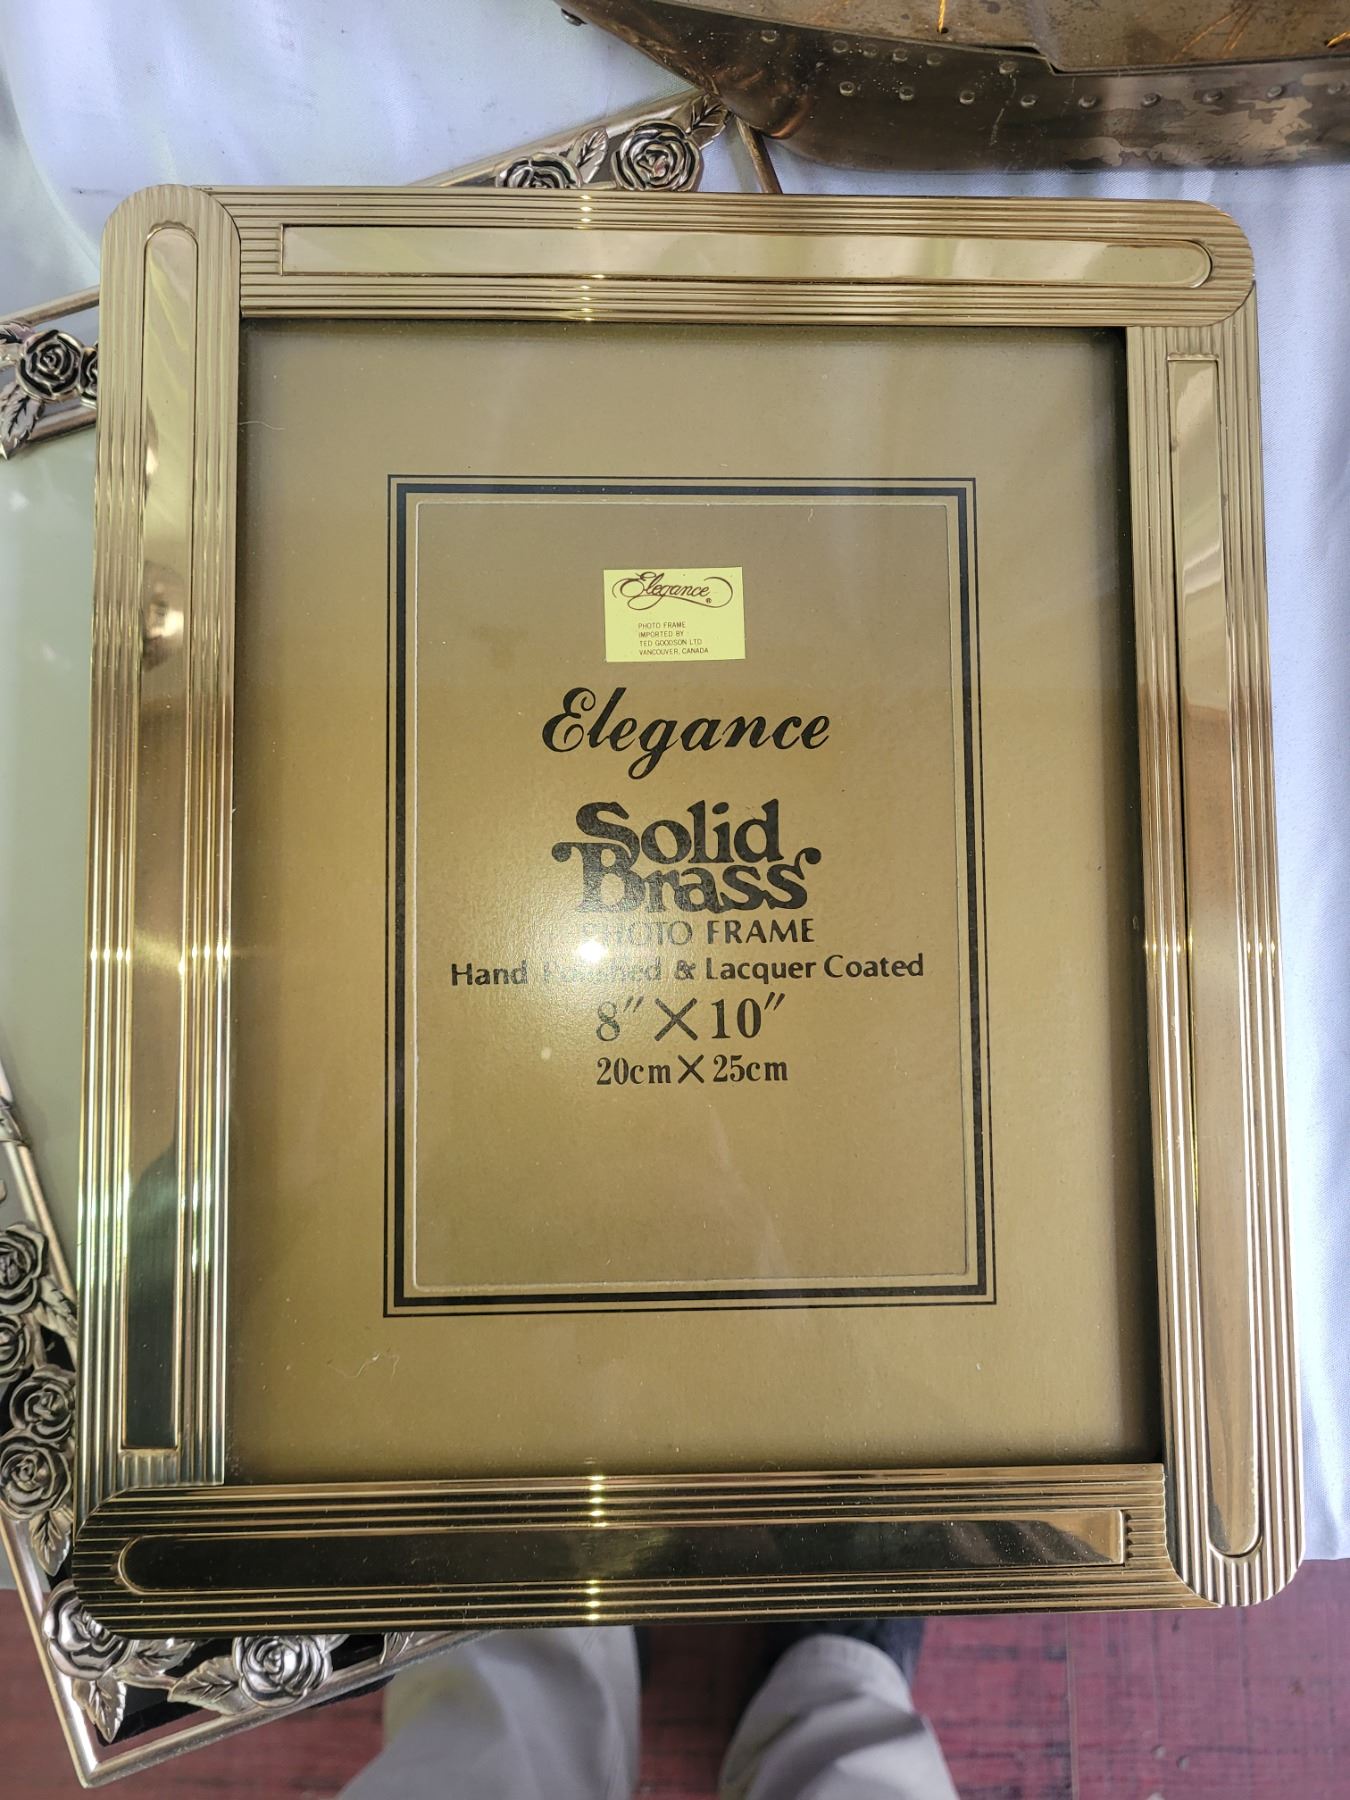 Elegance®
PHOTO FRAME
IMPORTED BY :
TED GOODSON LTD
VANCOUVER, CANADA
Elegance
Solid
Brass
PHOTO FRAME
Hand Polished & Lacquer Coated
8" X 10"
20cm X 25cm